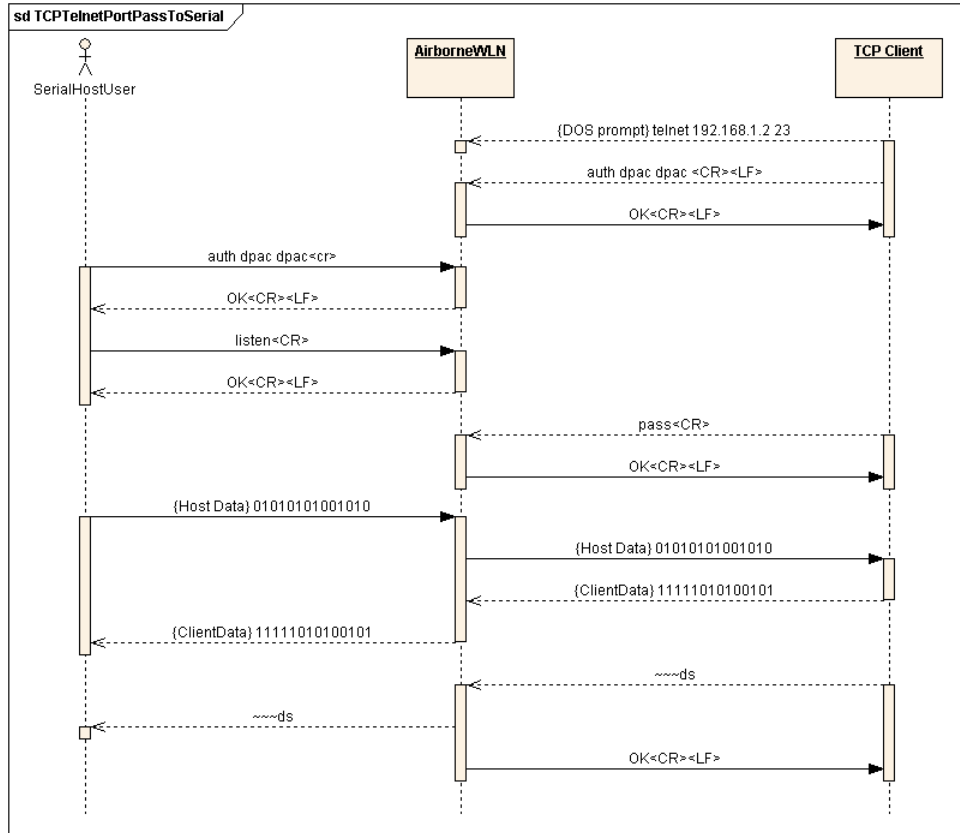 sd TCPTelnetPortPassToSerial
SerialHostUser
AirborneWLN
TCP Client
{DOS prompt} telnet 192.168.1.2 23
auth dpac dpac <CR><LF>
OK<CR><LF>
auth dpac dpac<cr>
OK<CR><LF>
listen<CR>
OK<CR><LF>
pass<CR>
OK<CR><LF>
{Host Data} 01010101001010
{Host Data} 01010101001010
{ClientData} 11111010100101
{ClientData} 11111010100101
~~~ds
~~~ds
OK<CR><LF>